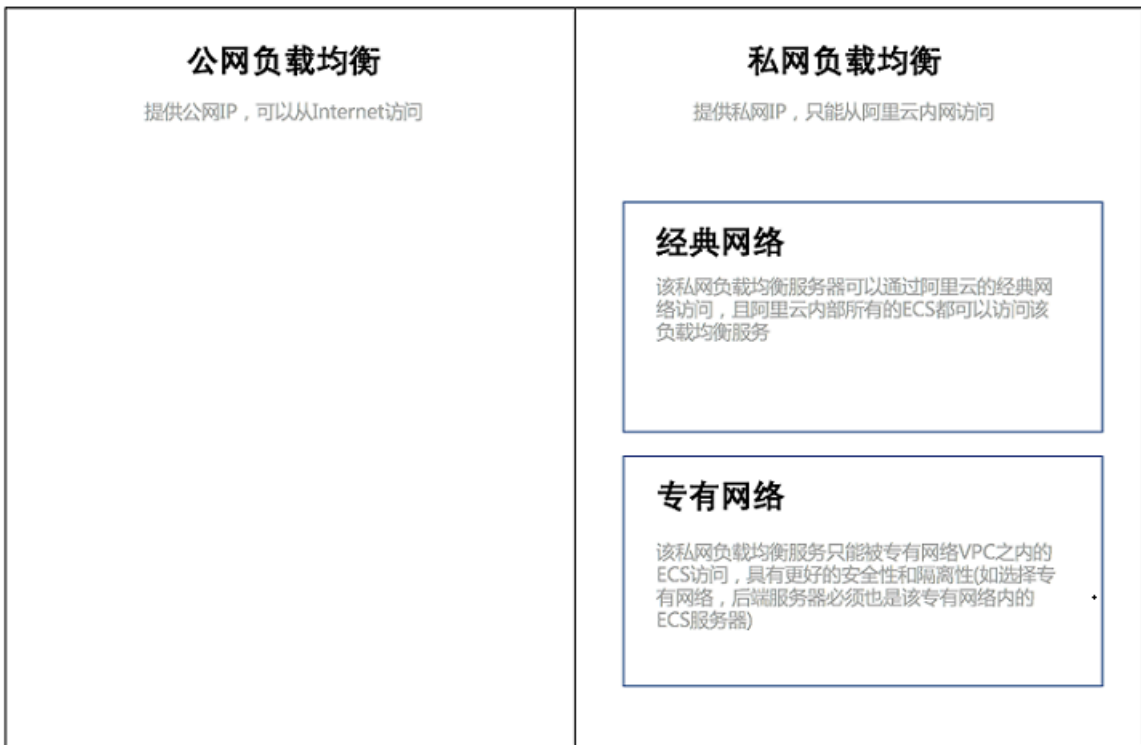 公网负载均衡
提供公网IP，可以从Internet访问
私网负载均衡
提供私网IP，只能从阿里云内网访问
经典网络
该私网负载均衡服务器可以通过阿里云的经典网
络访问，且阿里云内部所有的ECS都可以访问该
负载均衡服务
专有网络
该私网负载均衡服务只能被专有网络VPC之内的
ECS访问，具有更好的安全性和隔离性(如选择专
有网络，后端服务器必须也是该专有网络内的
ECS服务器)